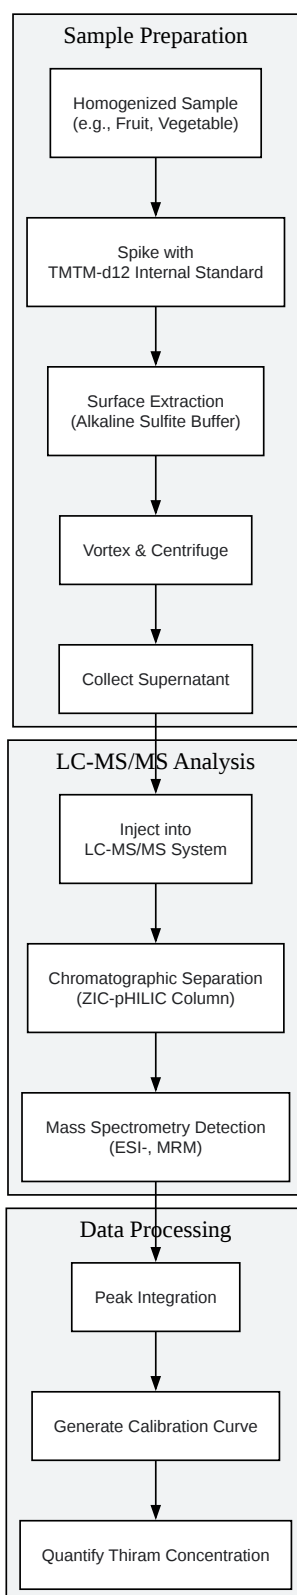 Sample Preparation
Homogenized Sample
(e.g., Fruit, Vegetable)
Spike with
TMTM-d12 Internal Standard
Surface Extraction
(Alkaline Sulfite Buffer)
Vortex & Centrifuge
Collect Supernatant
LC-MS/MS Analysis
Inject into
LC-MS/MS System
Chromatographic Separation
(ZIC-pHILIC Column)
Mass Spectrometry Detection
(ESI-, MRM)
Data Processing
Peak Integration
Generate Calibration Curve
Quantify Thiram Concentration